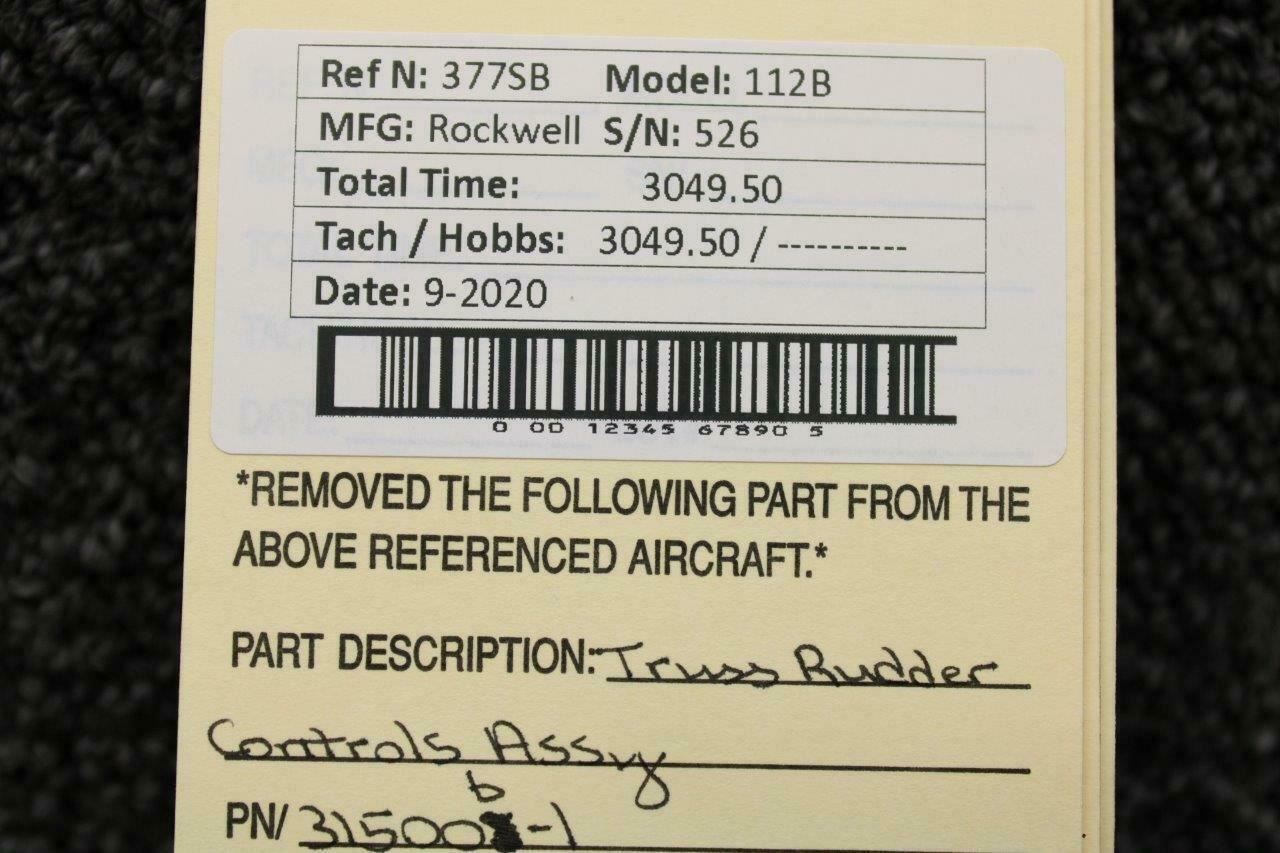 Ref N: 377SB Model: 112B
MFG: Rockwell S/N: 526
Total Time: 3049.50
Tach / Hobbs: 3049.50 / ----------
Date: 9-2020
0 00 12345 67890 5
*REMOVED THE FOLLOWING PART FROM THE
ABOVE REFERENCED AIRCRAFT.*
PART DESCRIPTION: Truss Rudder
Controls Assy
b
PN/ 31500 -1